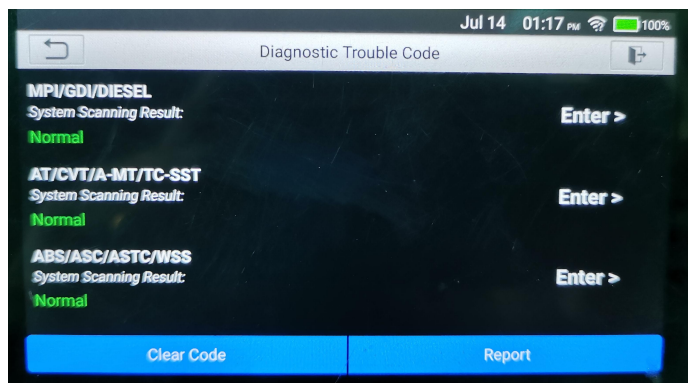 Jul 14 01:17 PM 100%
Diagnostic Trouble Code
MPI/GDI/DIESEL
System Scanning Result:
Enter >
Normal
AT/CVT/A-MT/TC-SST
System Scanning Result:
Enter >
Normal
ABS/ASC/ASTC/WSS
System Scanning Result:
Enter >
Normal
Clear Code
Report